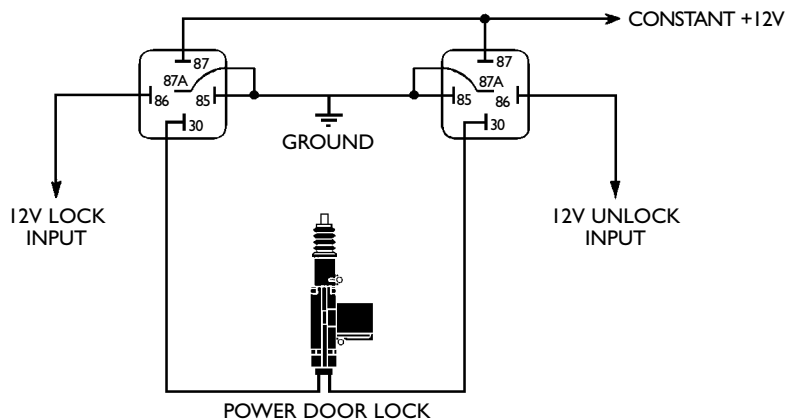 CONSTANT +12V
87
87A
86
85
30
87
87A
85
86
30
GROUND
12V LOCK
INPUT
12V UNLOCK
INPUT
POWER DOOR LOCK